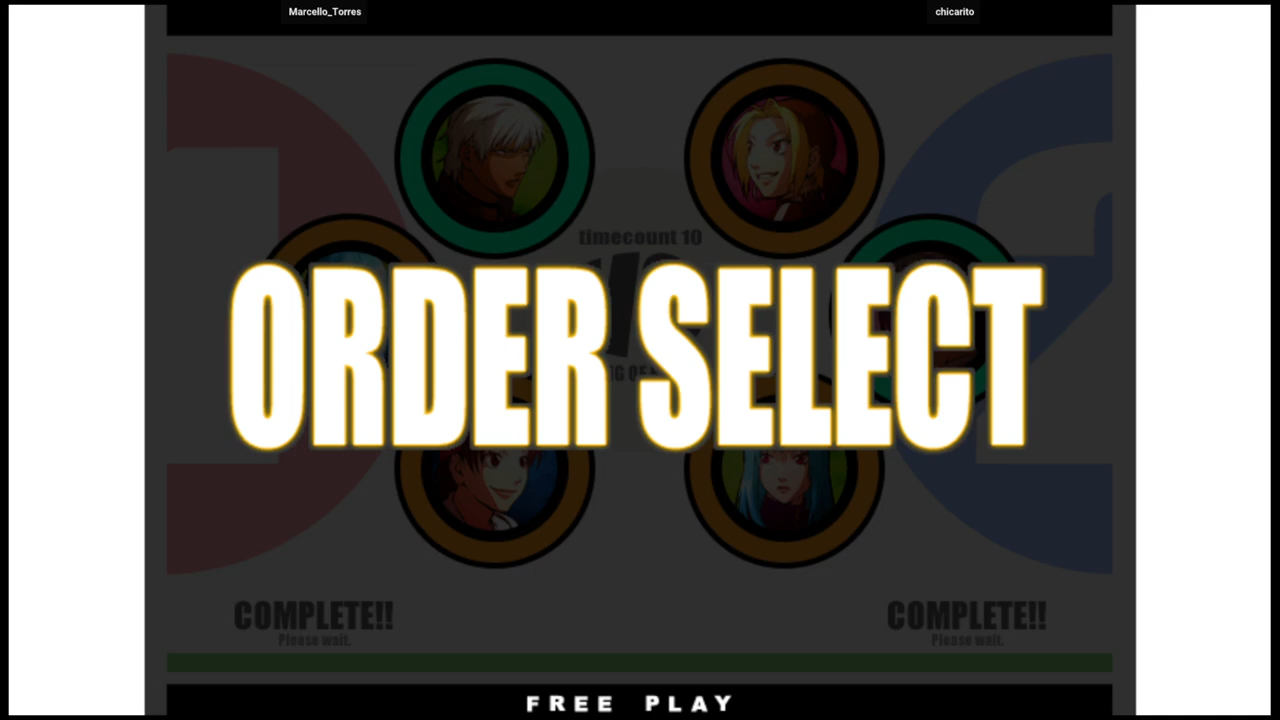 Marcello_Torres
chicarito
timecount 10
ORDER SELECT
COMPLETE!!
Please wait.
COMPLETE!!
Please wait.
FREE PLAY